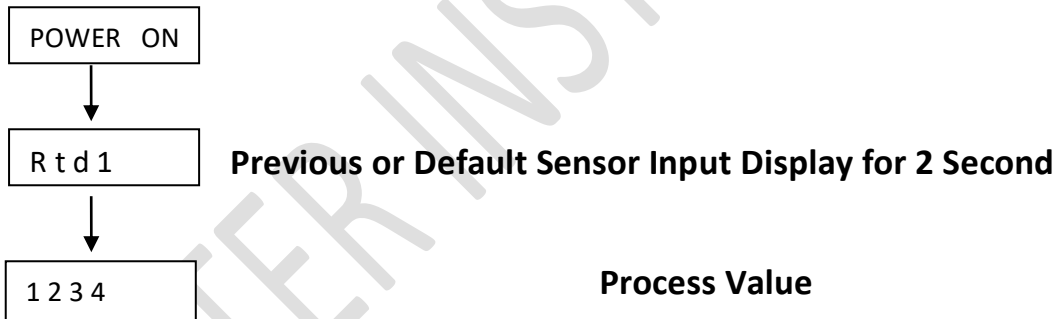 POWER ON
R t d 1 Previous or Default Sensor Input Display for 2 Second
1 2 3 4 Process Value